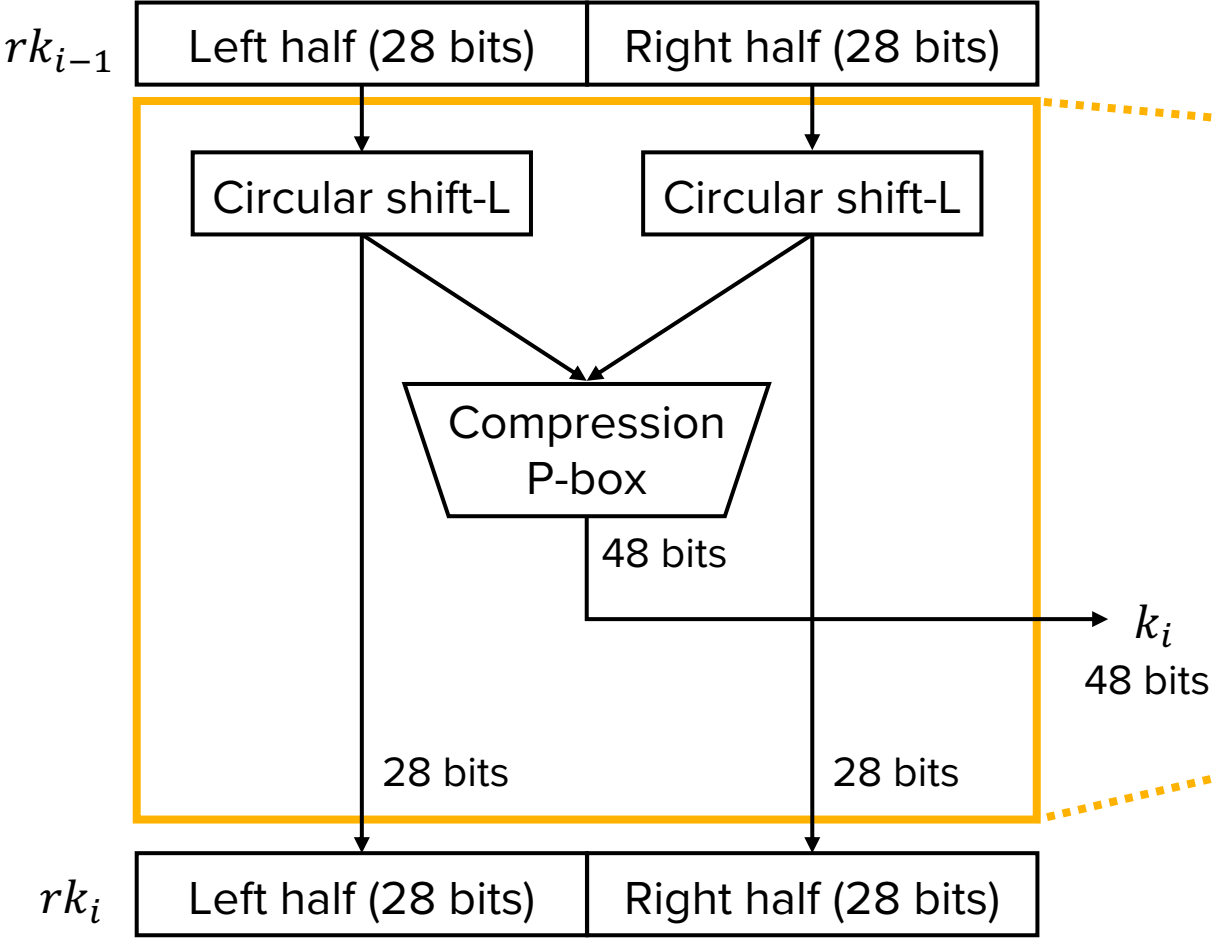 rk_{i−1}
Left half (28 bits)
Right half (28 bits)
Circular shift-L
Circular shift-L
Compression
P-box
48 bits
k_i
48 bits
28 bits
28 bits
rk_i
Left half (28 bits)
Right half (28 bits)